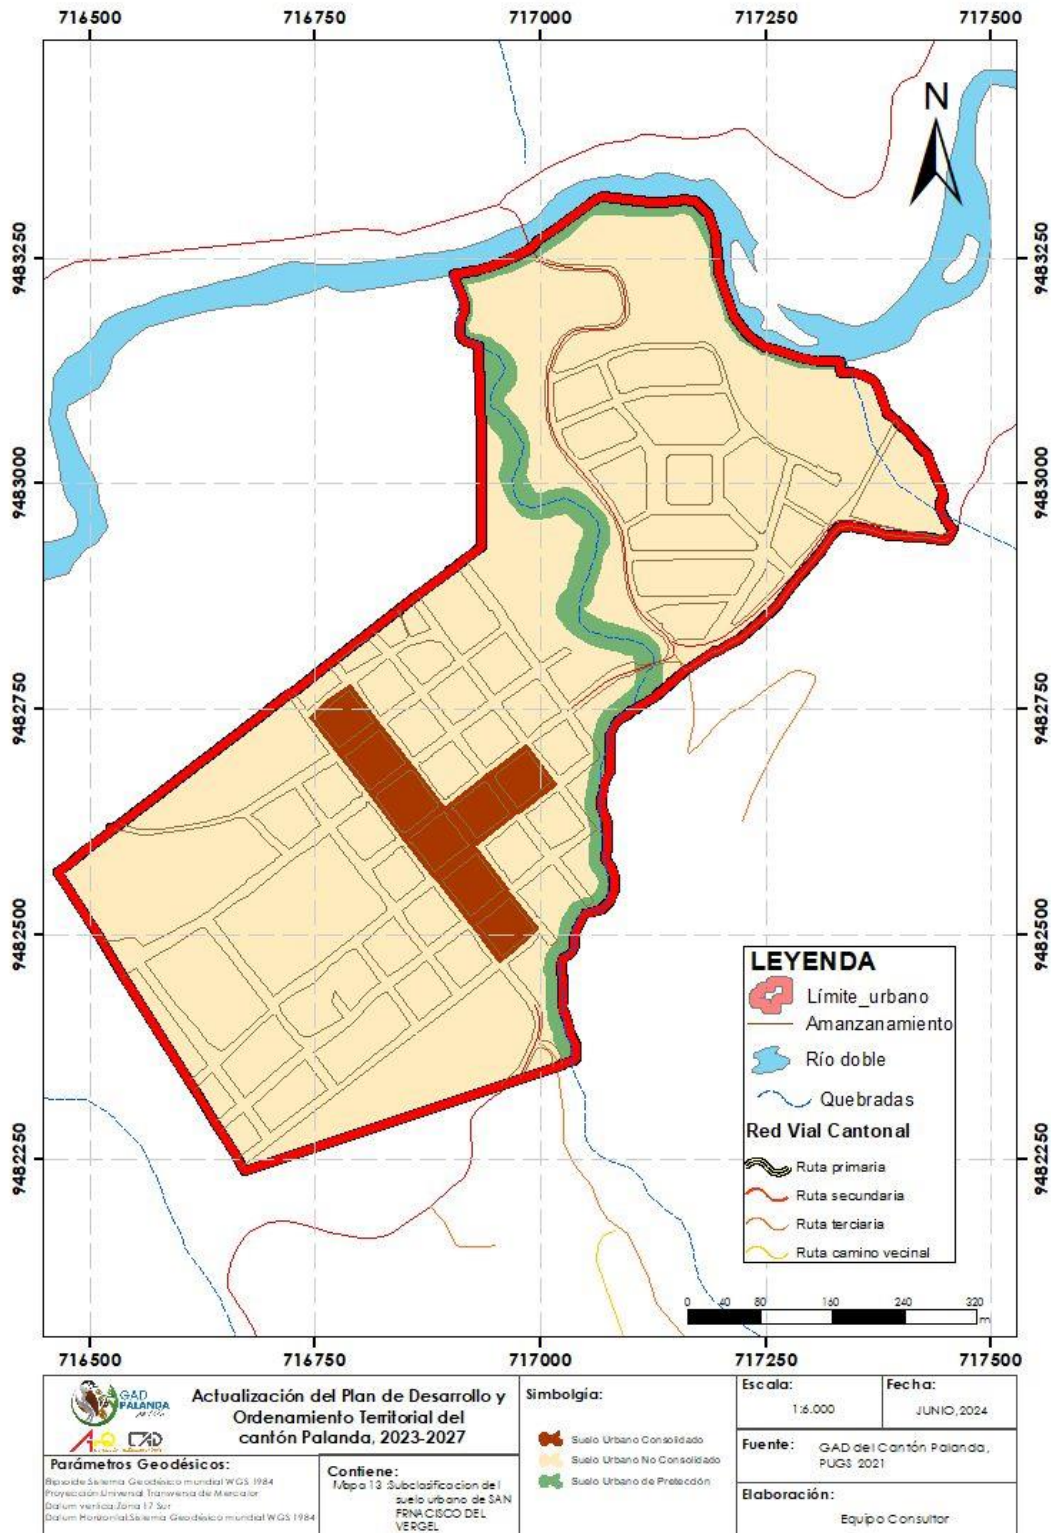 716500 716750 717000 717250 717500
N
9483250 9483250
9483000 9483000
9482750 9482750
9482500 9482500
9482250 9482250
LEYENDA
Límite_urbano
Amanzanamiento
Río doble
Quebradas
Red Vial Cantonal
Ruta primaria
Ruta secundaria
Ruta terciaria
Ruta camino vecinal
0 40 80 160 240 320
m
716500 716750 717000 717250 717500
GAD
PALANDA
Actualización del Plan de Desarrollo y
Ordenamiento Territorial del
cantón Palanda, 2023-2027
Parámetros Geodésicos:
Elipsoide Sistema Geodésico mundial WGS 1984
Proyección:Universal Transversa de Mercator
Datum vertical:Zona 17 Sur
Datum Horizontal:Sistema Geodésico mundial WGS 1984
Contiene:
Mapa 13 :Subclasificacion del
suelo urbano de SAN
FRNACISCO DEL
VERGEL
Simbolgía:
Suelo Urbano Consolidado
Suelo Urbano No Consolidado
Suelo Urbano de Protección
Escala:
1:6.000
Fecha:
JUNIO,2024
Fuente: GAD del Cantón Palanda,
PUGS 2021
Elaboración:
Equipo Consultor